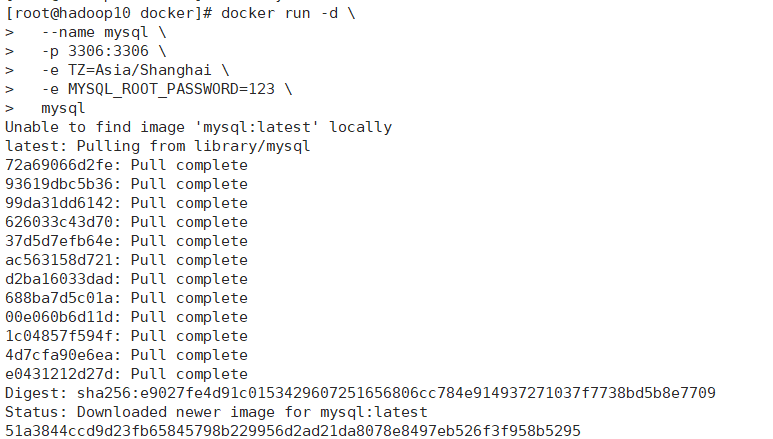 [root@hadoop10 docker]# docker run -d \
>   --name mysql \
>   -p 3306:3306 \
>   -e TZ=Asia/Shanghai \
>   -e MYSQL_ROOT_PASSWORD=123 \
>   mysql
Unable to find image 'mysql:latest' locally
latest: Pulling from library/mysql
72a69066d2fe: Pull complete
93619dbc5b36: Pull complete
99da31dd6142: Pull complete
626033c43d70: Pull complete
37d5d7efb64e: Pull complete
ac563158d721: Pull complete
d2ba16033dad: Pull complete
688ba7d5c01a: Pull complete
00e060b6d11d: Pull complete
1c04857f594f: Pull complete
4d7cfa90e6ea: Pull complete
e0431212d27d: Pull complete
Digest: sha256:e9027fe4d91c0153429607251656806cc784e914937271037f7738bd5b8e7709
Status: Downloaded newer image for mysql:latest
51a3844ccd9d23fb65845798b229956d2ad21da8078e8497eb526f3f958b5295